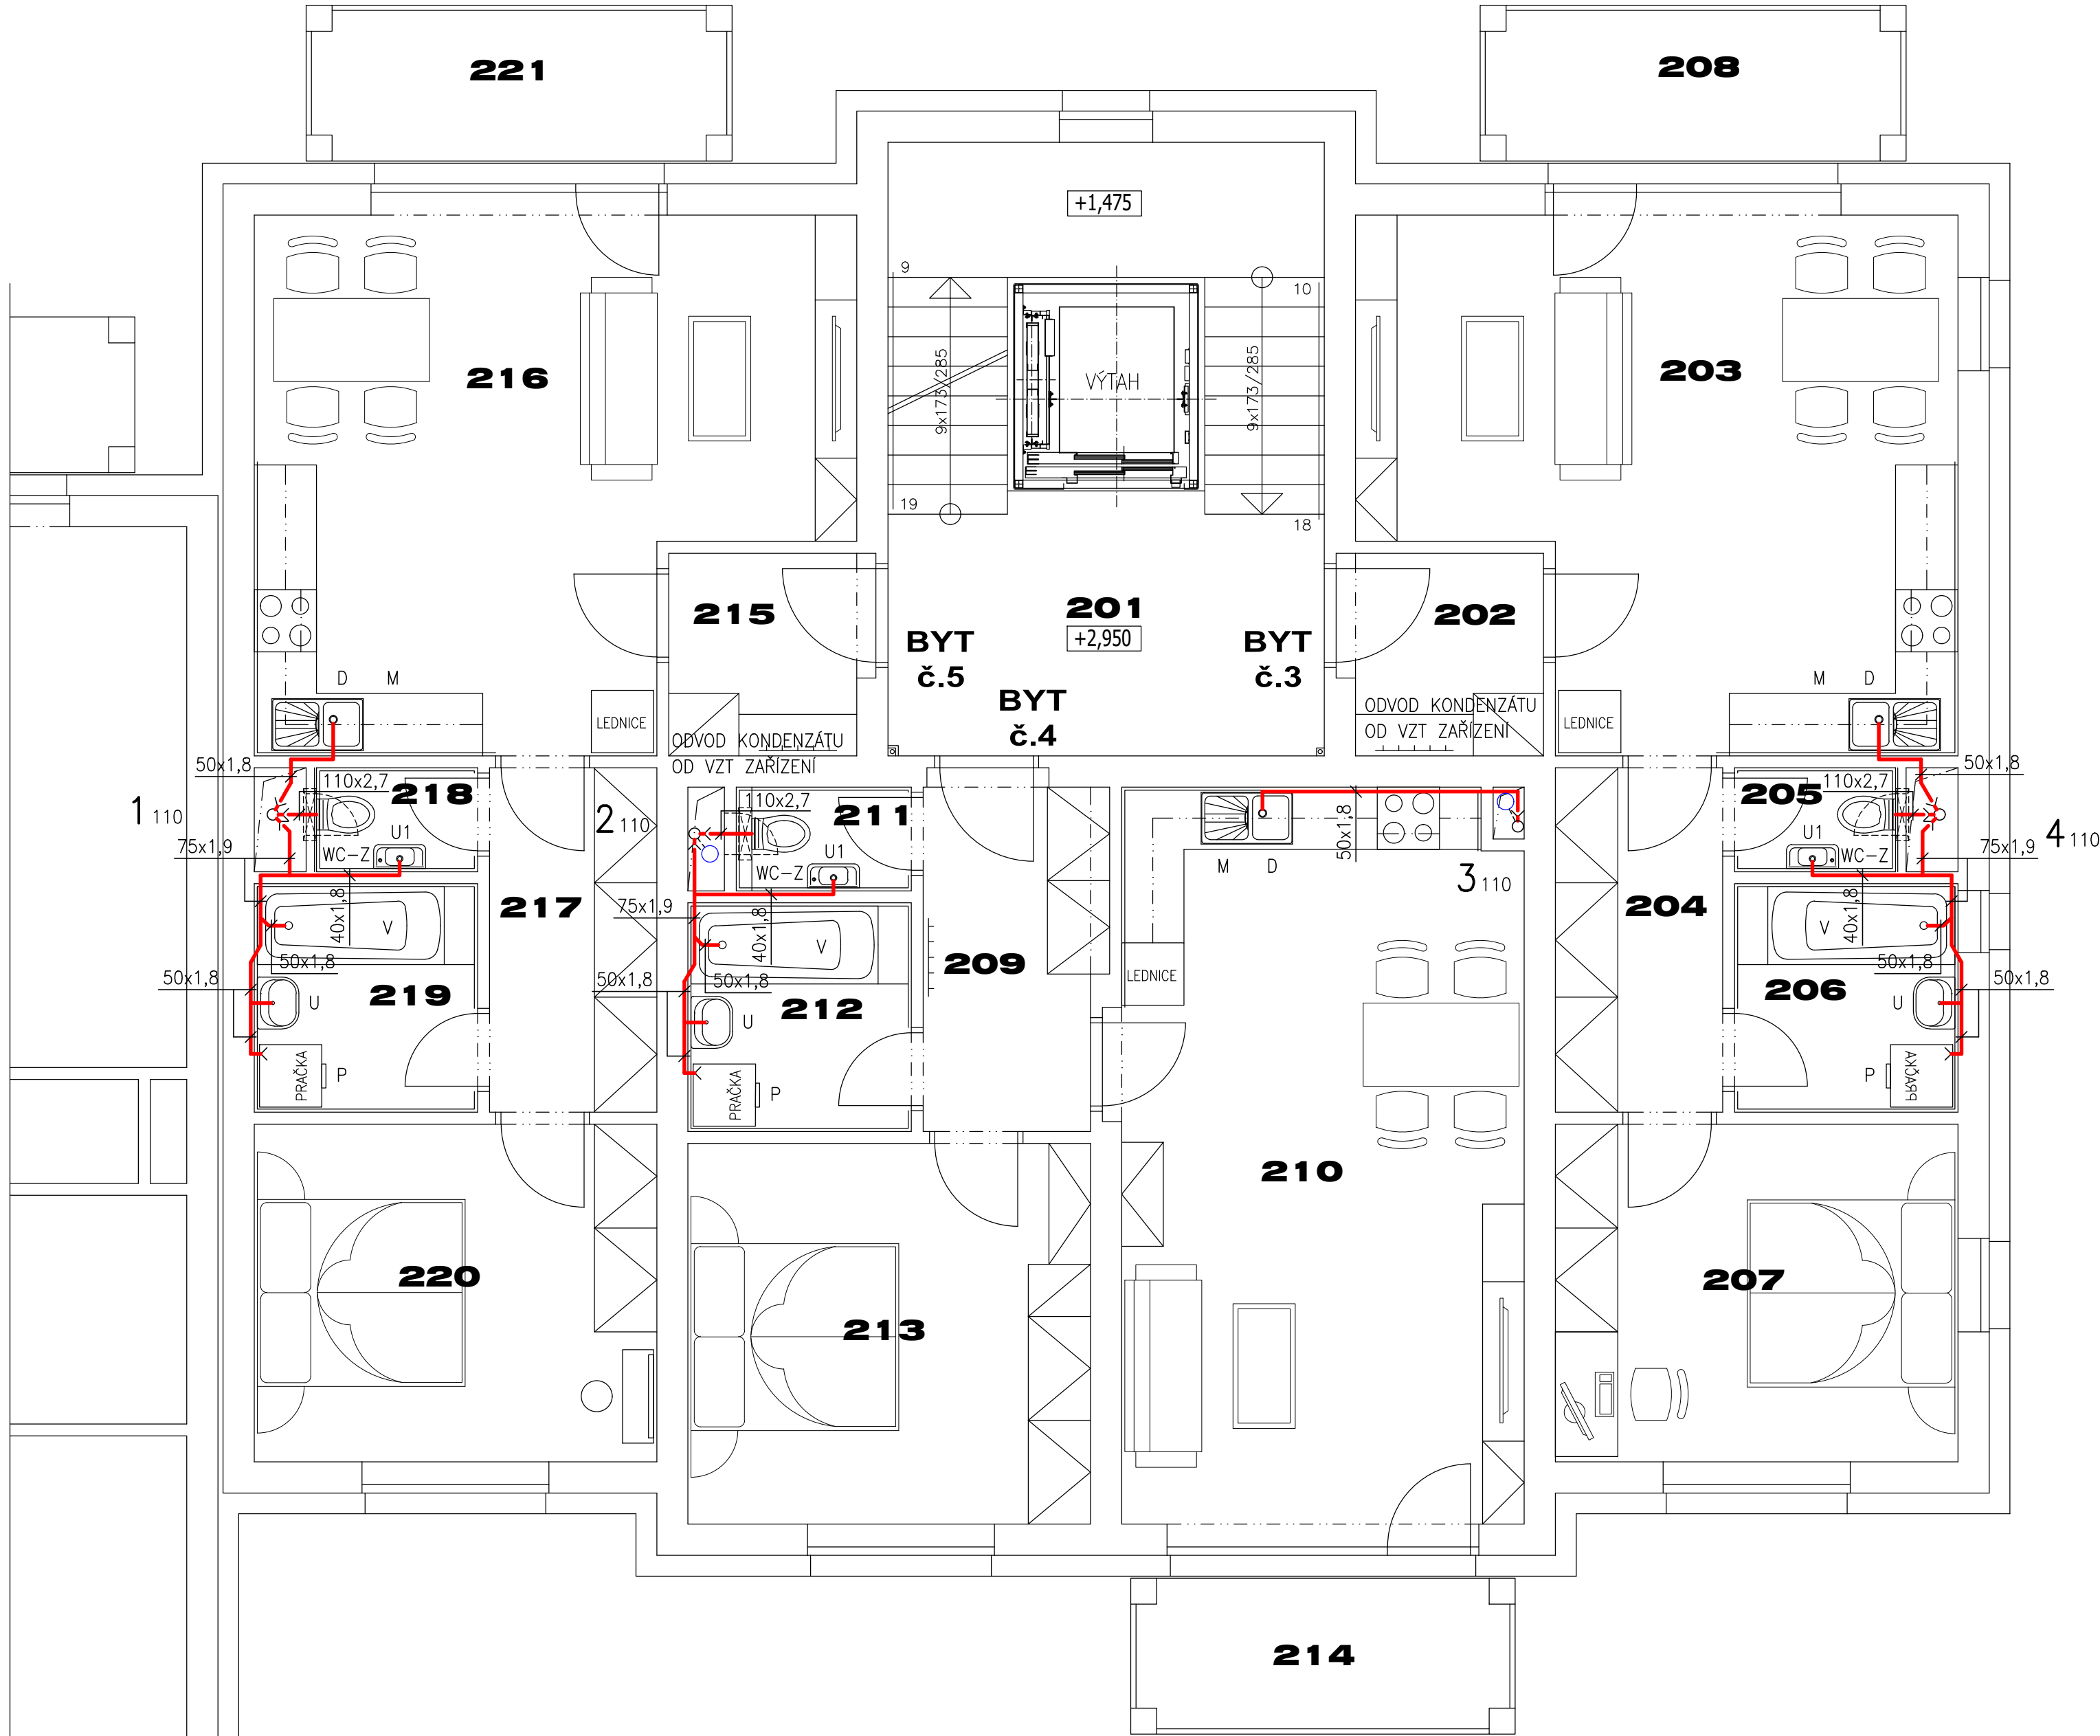 221
208
+1,475
9
10
216
203
9x173/285
VÝTAH
9x173/285
19
18
215
201
+2,950
202
BYT
č.5
BYT
č.3
BYT
č.4
D M
M D
LEDNICE
LEDNICE
ODVOD KONDENZÁTU
OD VZT ZAŘÍZENÍ
ODVOD KONDENZÁTU
OD VZT ZAŘÍZENÍ
50x1,8
110x2,7
218
1 110
U1
WC-Z
75x1,9
2 110
110x2,7
211
U1
WC-Z
50x1,8
M D
3 110
205
110x2,7
50x1,8
U1
WC-Z
75x1,9
4 110
217
40x1,8
V
50x1,8
50x1,8
U
219
PRAČKA
P
75x1,9
40x1,8
V
50x1,8
50x1,8
U
212
PRAČKA
P
209
LEDNICE
204
V
40x1,8
50x1,8
50x1,8
206
U
P
PRAČKA
210
220
213
207
214